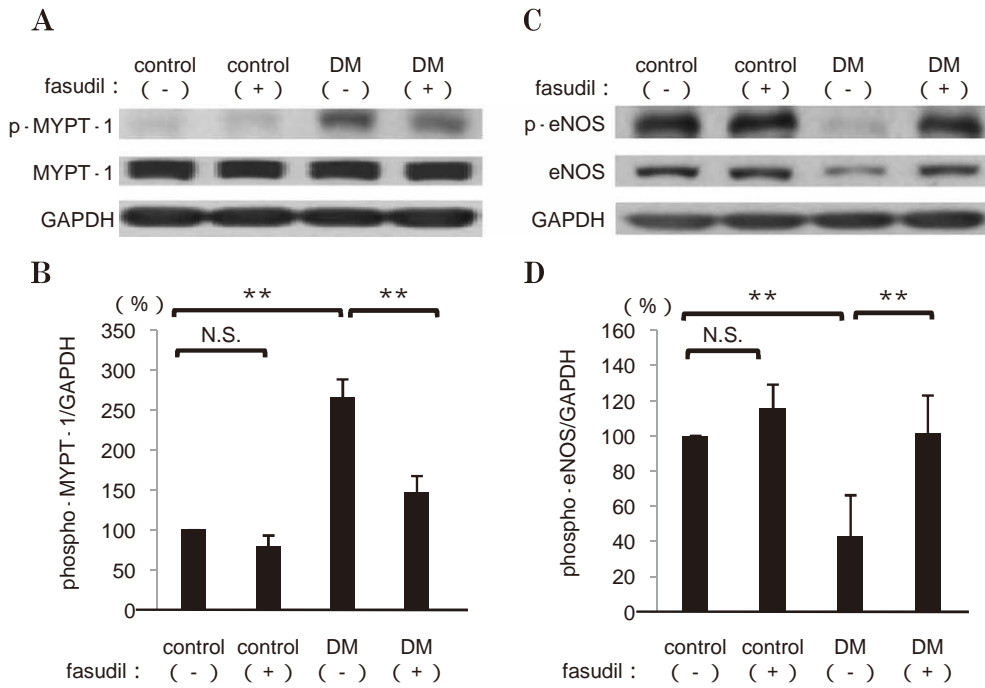 A
control control DM DM
fasudil : ( - ) ( + ) ( - ) ( + )
p-MYPT-1
MYPT-1
GAPDH
B
( % )
** **
N.S.
350
300
250
200
150
100
50
0
phospho-MYPT-1/GAPDH
control control DM DM
fasudil : ( - ) ( + ) ( - ) ( + )
C
control control DM DM
fasudil : ( - ) ( + ) ( - ) ( + )
p-eNOS
eNOS
GAPDH
D
( % )
** **
N.S.
160
140
120
100
80
60
40
20
0
phospho-eNOS/GAPDH
control control DM DM
fasudil : ( - ) ( + ) ( - ) ( + )